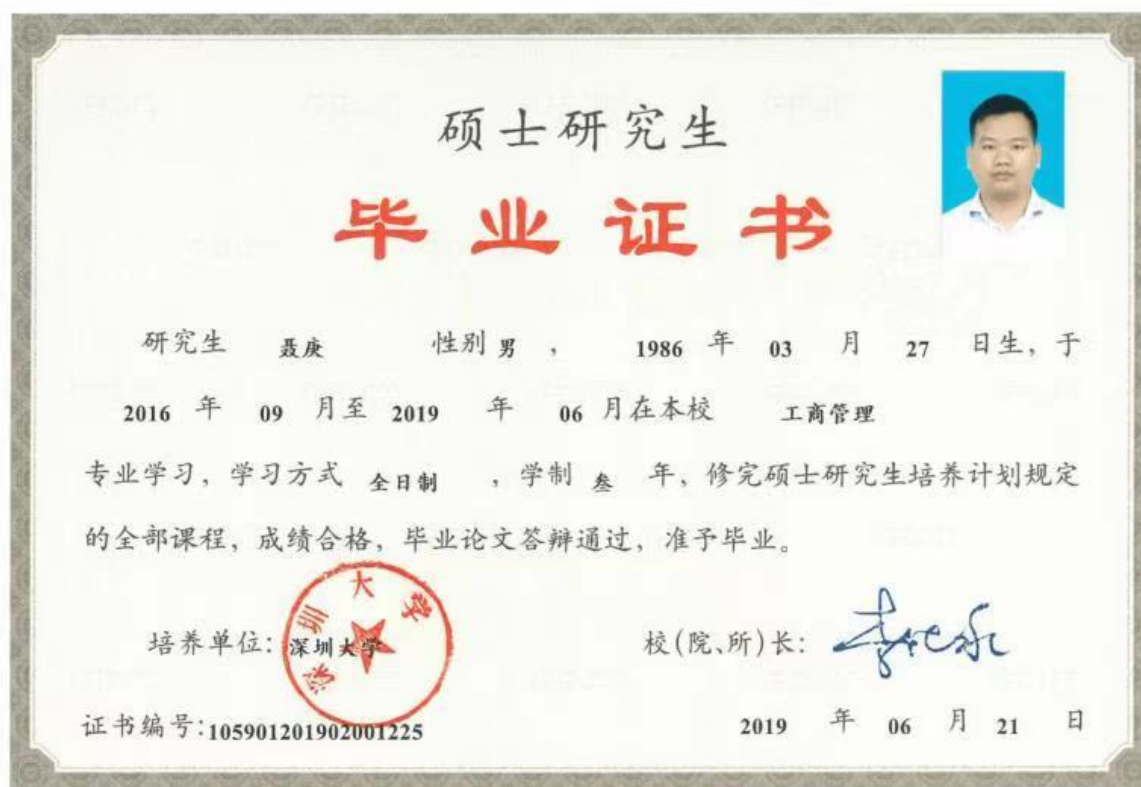 硕士研究生
毕业证书
研究生 聂庚 性别 男 ， 1986 年 03 月 27 日生，于
2016 年 09 月至 2019 年 06 月在本校 工商管理
专业学习，学习方式 全日制 ，学制 叁 年，修完硕士研究生培养计划规定
的全部课程，成绩合格，毕业论文答辩通过，准予毕业。
深圳大学
培养单位：深圳大学 校(院、所)长：
证书编号：105901201902001225 2019 年 06 月 21 日